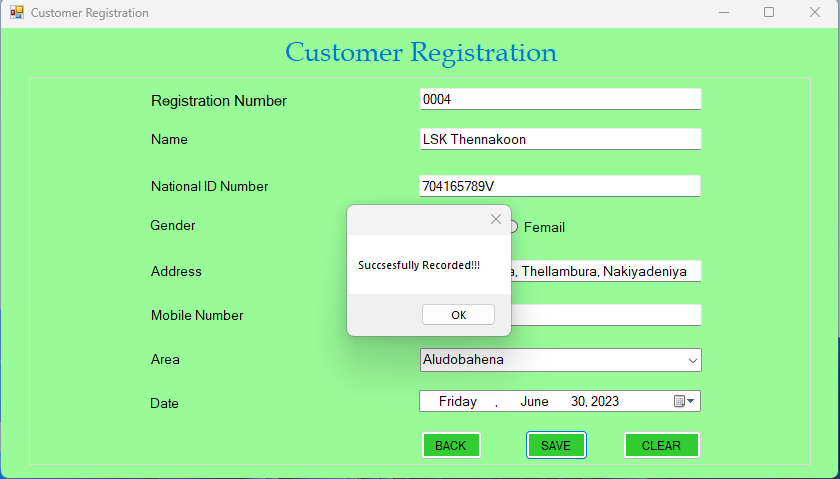 Customer Registration
Customer Registration
Registration Number 0004
Name LSK Thennakoon
National ID Number 704165789V
Gender Femail
Address Thellambura, Nakiyadeniya
Succsesfully Recorded!!!
OK
Mobile Number
Area Aludobahena
Date Friday , June 30, 2023
BACK SAVE CLEAR